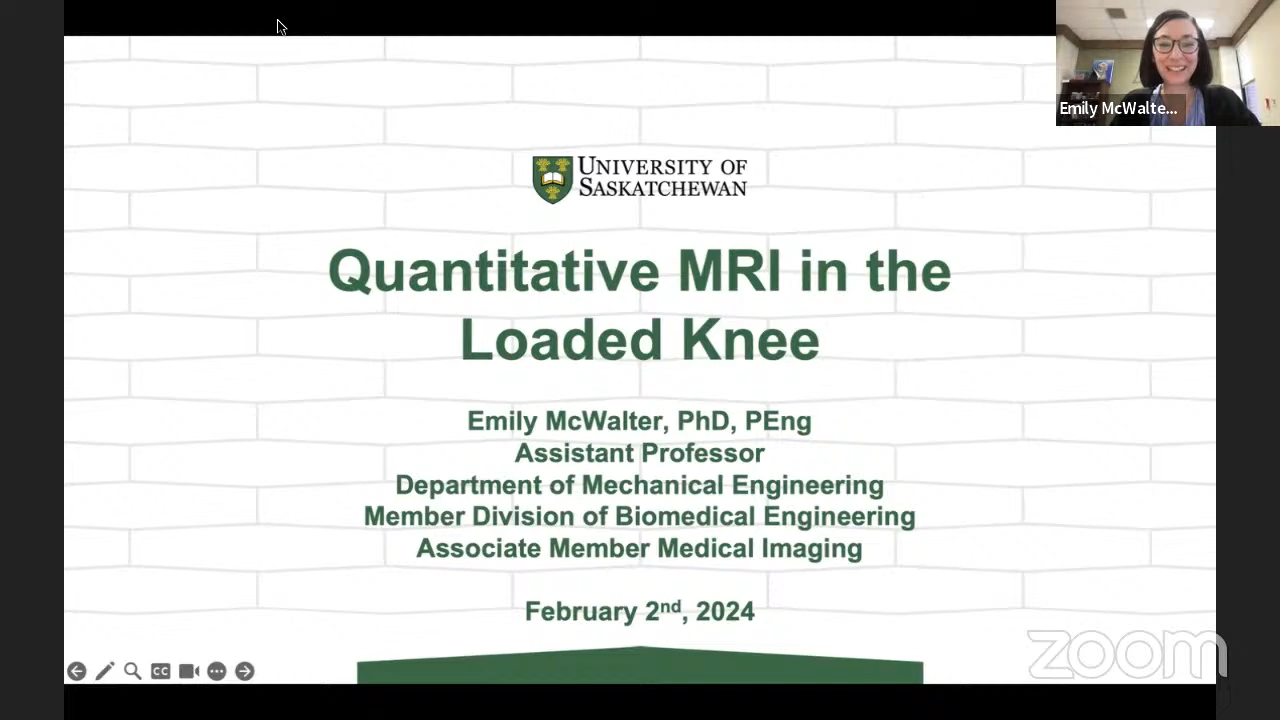 Emily McWalte...
UNIVERSITY OF
SASKATCHEWAN
Quantitative MRI in the
Loaded Knee
Emily McWalter, PhD, PEng
Assistant Professor
Department of Mechanical Engineering
Member Division of Biomedical Engineering
Associate Member Medical Imaging
February 2nd, 2024
CC
zoom